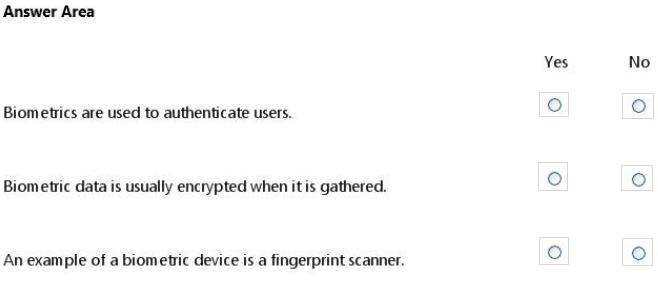 Answer Area
Yes No
Biometrics are used to authenticate users.
Biometric data is usually encrypted when it is gathered.
An example of a biometric device is a fingerprint scanner.